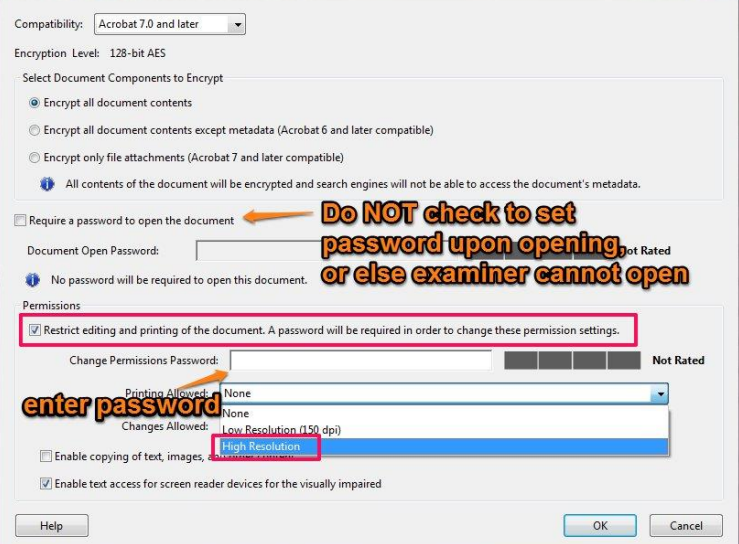 Compatibility: Acrobat 7.0 and later
Encryption Level: 128-bit AES
Select Document Components to Encrypt
Encrypt all document contents
Encrypt all document contents except metadata (Acrobat 6 and later compatible)
Encrypt only file attachments (Acrobat 7 and later compatible)
All contents of the document will be encrypted and search engines will not be able to access the document's metadata.
Require a password to open the document
Do NOT check to set
password upon opening,
or else examiner cannot open
Document Open Password: Not Rated
No password will be required to open this document.
Permissions
Restrict editing and printing of the document. A password will be required in order to change these permission settings.
Change Permissions Password: Not Rated
enter password
Printing Allowed: None
None
Low Resolution (150 dpi)
High Resolution
Changes Allowed:
Enable copying of text, images, and other content
Enable text access for screen reader devices for the visually impaired
Help OK Cancel